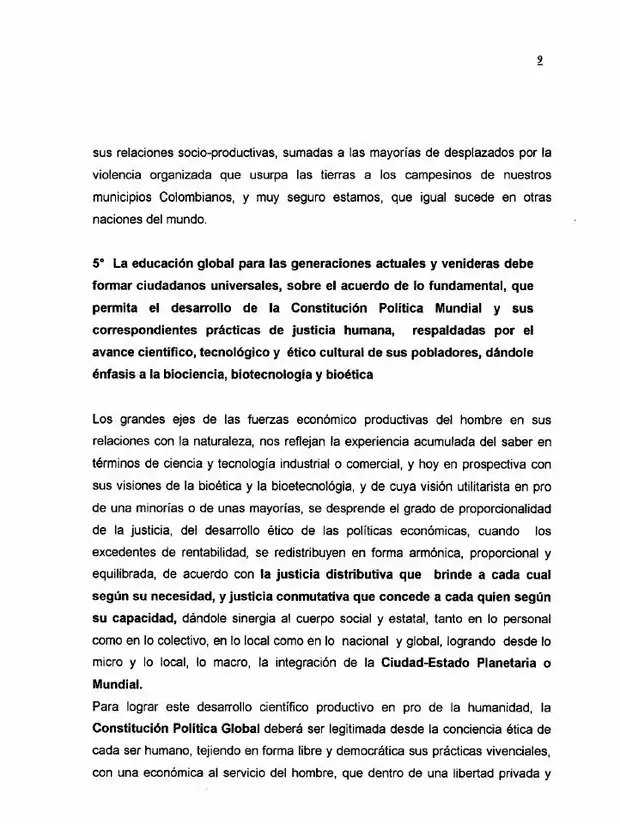 9
sus relaciones socio-productivas, sumadas a las mayorías de desplazados por la
violencia organizada que usurpa las tierras a los campesinos de nuestros
municipios Colombianos, y muy seguro estamos, que igual sucede en otras
naciones del mundo.
5° La educación global para las generaciones actuales y venideras debe
formar ciudadanos universales, sobre el acuerdo de lo fundamental, que
permita el desarrollo de la Constitución Política Mundial y sus
correspondientes prácticas de justicia humana, respaldadas por el
avance científico, tecnológico y ético cultural de sus pobladores, dándole
énfasis a la biociencia, biotecnología y bioética
Los grandes ejes de las fuerzas económico productivas del hombre en sus
relaciones con la naturaleza, nos reflejan la experiencia acumulada del saber en
términos de ciencia y tecnología industrial o comercial, y hoy en prospectiva con
sus visiones de la bioética y la bioetecnológia, y de cuya visión utilitarista en pro
de una minorías o de unas mayorías, se desprende el grado de proporcionalidad
de la justicia, del desarrollo ético de las políticas económicas, cuando los
excedentes de rentabilidad, se redistribuyen en forma armónica, proporcional y
equilibrada, de acuerdo con la justicia distributiva que brinde a cada cual
según su necesidad, y justicia conmutativa que concede a cada quien según
su capacidad, dándole sinergia al cuerpo social y estatal, tanto en lo personal
como en lo colectivo, en lo local como en lo nacional y global, logrando desde lo
micro y lo local, lo macro, la integración de la Ciudad-Estado Planetaria o
Mundial.
Para lograr este desarrollo científico productivo en pro de la humanidad, la
Constitución Política Global deberá ser legitimada desde la conciencia ética de
cada ser humano, tejiendo en forma libre y democrática sus prácticas vivenciales,
con una económica al servicio del hombre, que dentro de una libertad privada y